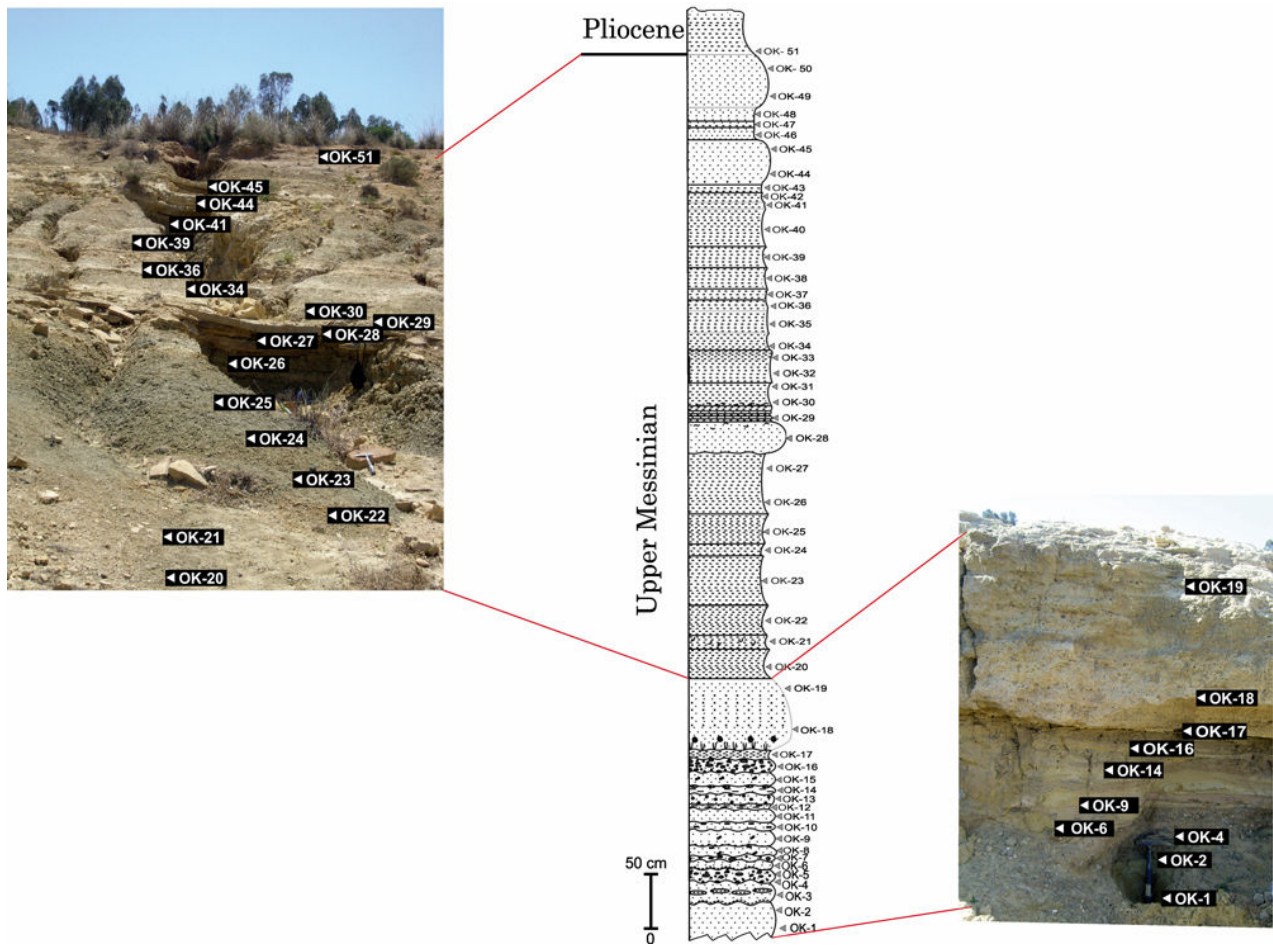 Pliocene
Upper Messinian
OK- 51
OK- 50
OK-49
OK-48
OK-47
OK-46
OK-45
OK-44
OK-43
OK-42
OK-41
OK-40
OK-39
OK-38
OK-37
OK-36
OK-35
OK-34
OK-33
OK-32
OK-31
OK-30
OK-29
OK-28
OK-27
OK-26
OK-25
OK-24
OK-23
OK-22
OK-21
OK-20
OK-19
OK-18
OK-17
OK-16
OK-15
OK-14
OK-13
OK-12
OK-11
OK-10
OK-9
OK-8
OK-7
OK-6
OK-5
OK-4
OK-3
OK-2
OK-1
50 cm
0
OK-51
OK-45
OK-44
OK-41
OK-39
OK-36
OK-34
OK-30
OK-29
OK-28
OK-27
OK-26
OK-25
OK-24
OK-23
OK-22
OK-21
OK-20
OK-19
OK-18
OK-17
OK-16
OK-14
OK-9
OK-6
OK-4
OK-2
OK-1